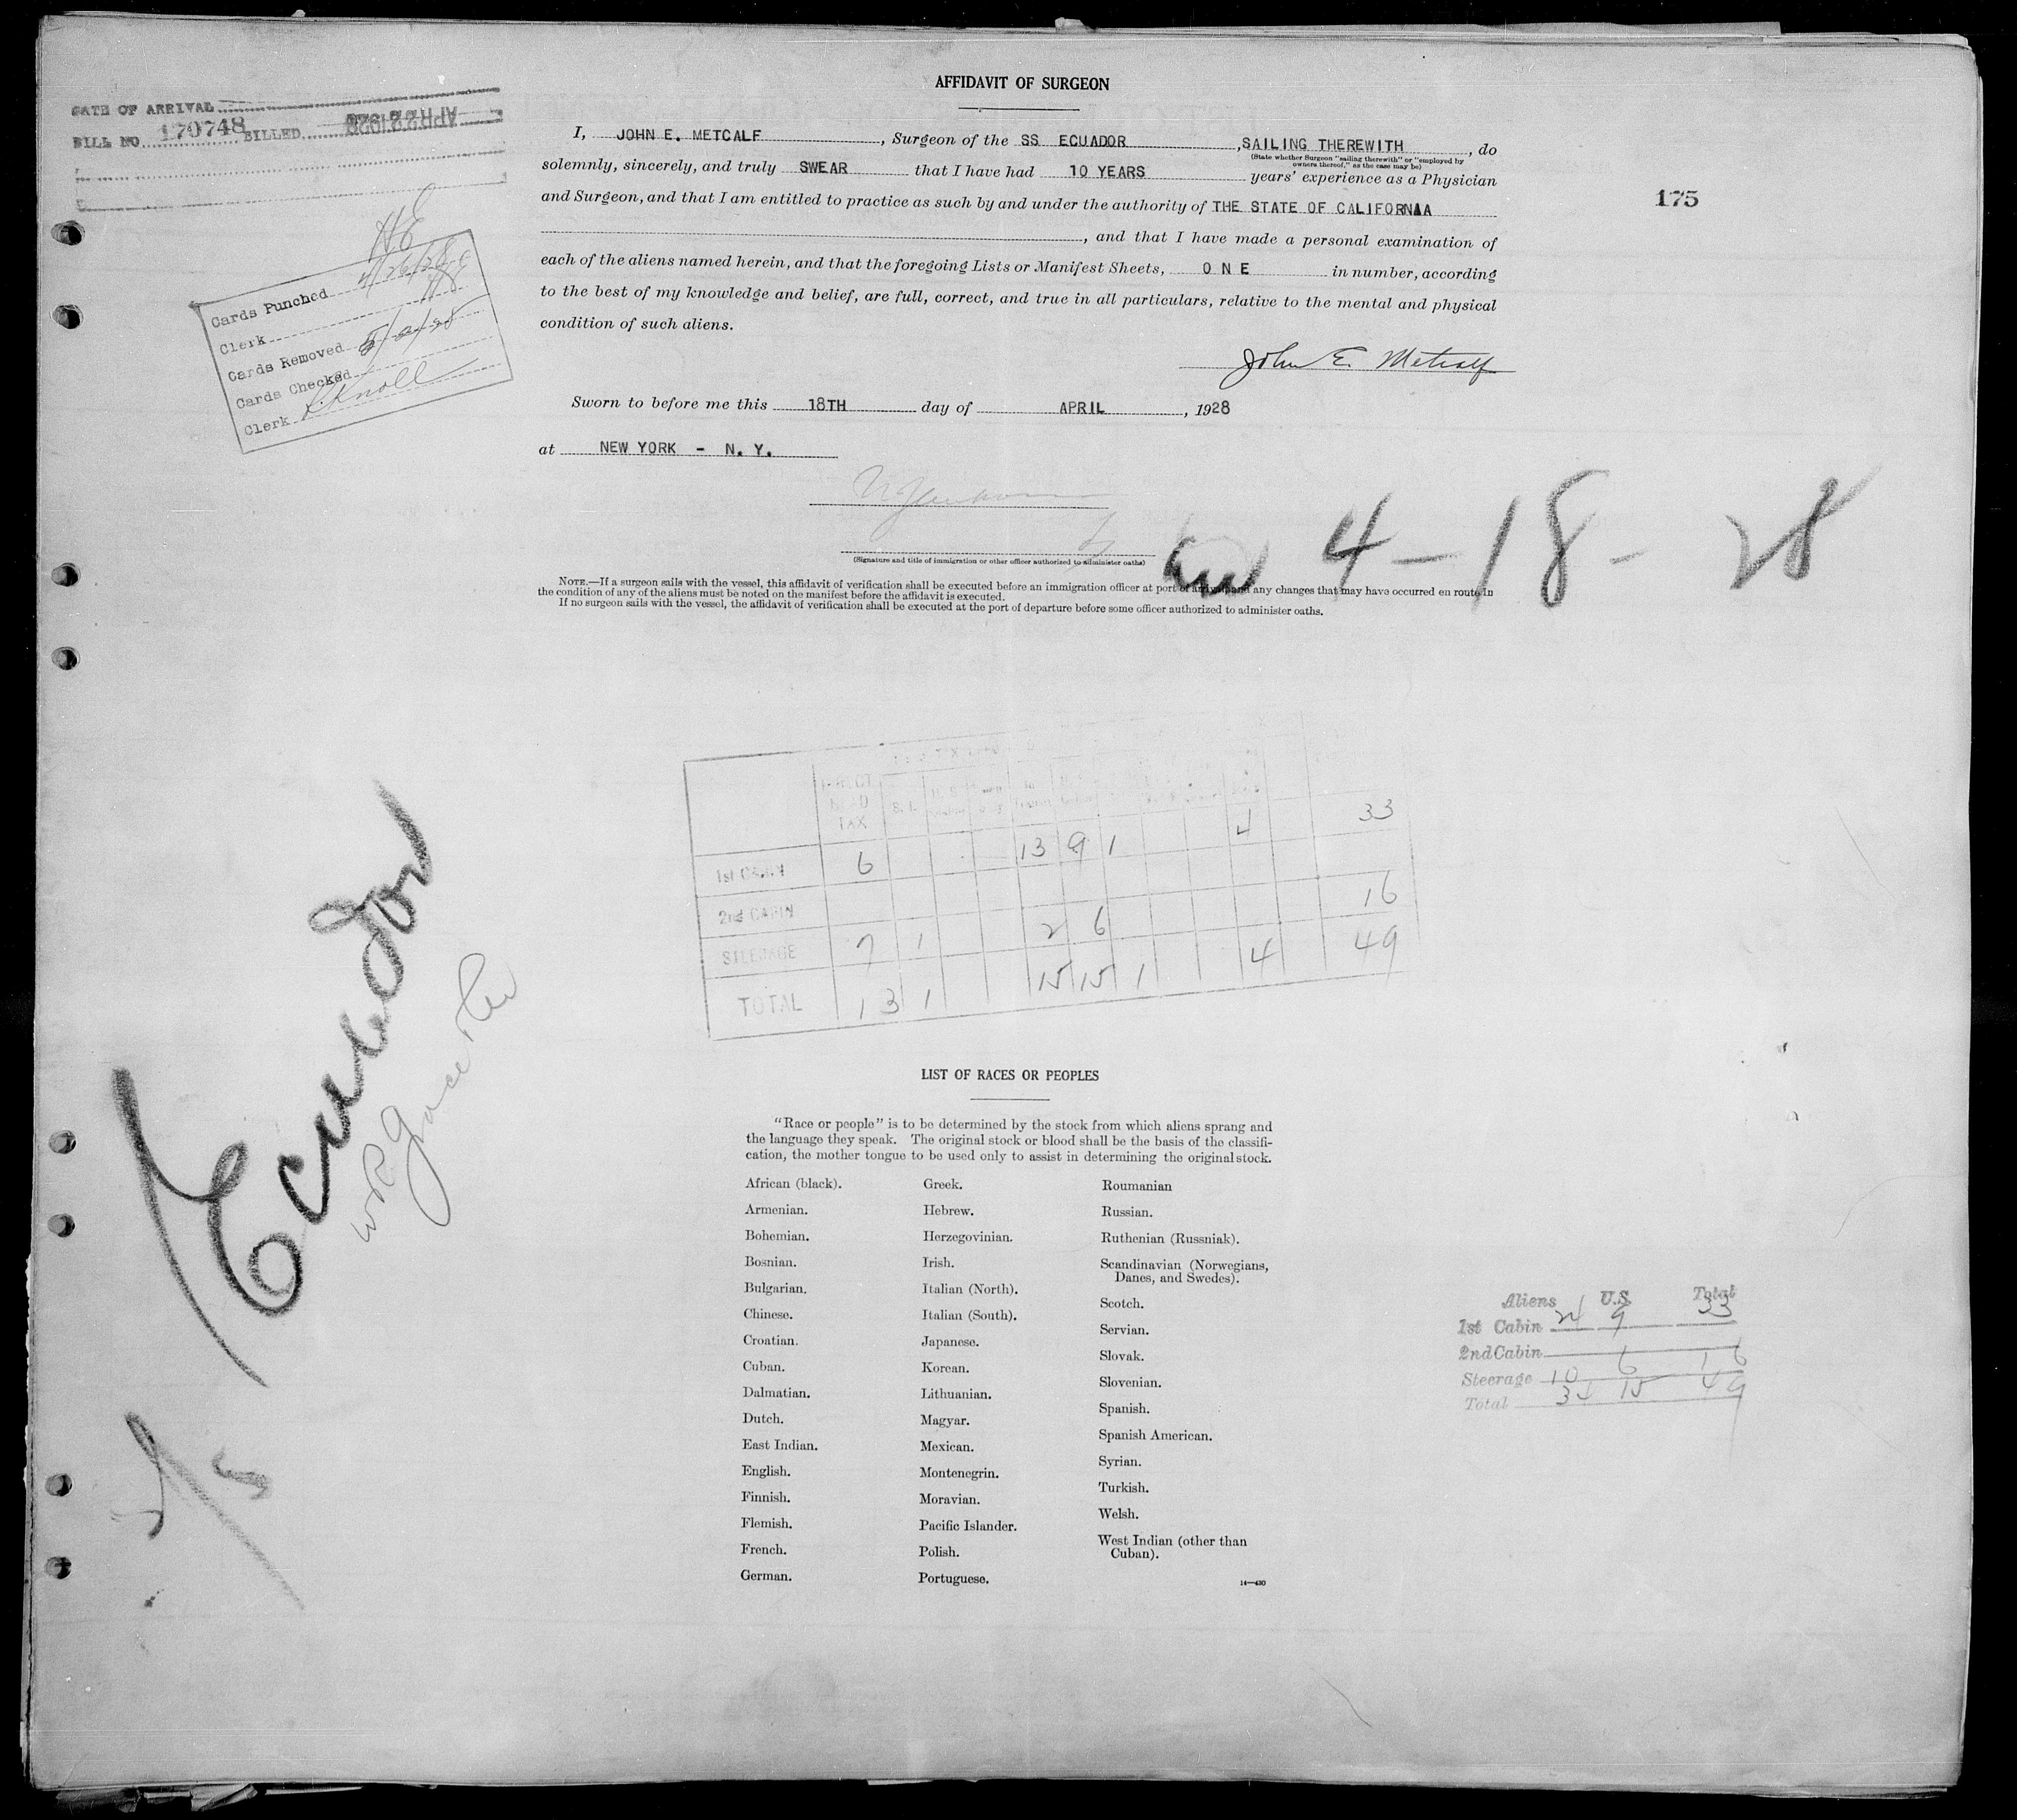 AFFIDAVIT OF SURGEON
DATE OF ARRIVAL
BILL NO 170748 BILLED
I, JOHN E. METCALF, Surgeon of the SS ECUADOR, SAILING THEREWITH, do
(State whether Surgeon "sailing therewith" or "employed by
owners thereof," as the case may be)
solemnly, sincerely, and truly SWEAR that I have had 10 YEARS years' experience as a Physician
and Surgeon, and that I am entitled to practice as such by and under the authority of THE STATE OF CALIFORNIA
, and that I have made a personal examination of
each of the aliens named herein, and that the foregoing Lists or Manifest Sheets, O N E in number, according
to the best of my knowledge and belief, are full, correct, and true in all particulars, relative to the mental and physical
condition of such aliens.
175
Cards Punched 4/26/28
Clerk
Cards Removed
Cards Checked
Clerk Knoll
John E. Metcalf
Sworn to before me this 18TH day of APRIL, 1928
at NEW YORK - N. Y.
4-18-28
(Signature and title of immigration or other officer authorized to administer oaths)
NOTE.—If a surgeon sails with the vessel, this affidavit of verification shall be executed before an immigration officer at port of arrival, and any changes that may have occurred en route in
the condition of any of the aliens must be noted on the manifest before the affidavit is executed.
If no surgeon sails with the vessel, the affidavit of verification shall be executed at the port of departure before some officer authorized to administer oaths.
HEAD
TAX
S. I.
1st CABIN 6 13 9 1 4 33
2nd CABIN
STEERAGE 7 1 2 6 16
TOTAL 13 1 15 15 1 4 49
Ecuador
WR Grace
LIST OF RACES OR PEOPLES
"Race or people" is to be determined by the stock from which aliens sprang and
the language they speak. The original stock or blood shall be the basis of the classifi-
cation, the mother tongue to be used only to assist in determining the original stock.
African (black).
Armenian.
Bohemian.
Bosnian.
Bulgarian.
Chinese.
Croatian.
Cuban.
Dalmatian.
Dutch.
East Indian.
English.
Finnish.
Flemish.
French.
German.
Greek.
Hebrew.
Herzegovinian.
Irish.
Italian (North).
Italian (South).
Japanese.
Korean.
Lithuanian.
Magyar.
Mexican.
Montenegrin.
Moravian.
Pacific Islander.
Polish.
Portuguese.
Roumanian
Russian.
Ruthenian (Russniak).
Scandinavian (Norwegians,
Danes, and Swedes).
Scotch.
Servian.
Slovak.
Slovenian.
Spanish.
Spanish American.
Syrian.
Turkish.
Welsh.
West Indian (other than
Cuban).
14—430
Aliens U.S. Total
1st Cabin 24 9 33
2nd Cabin
Steerage 10 6 16
Total 34 15 49